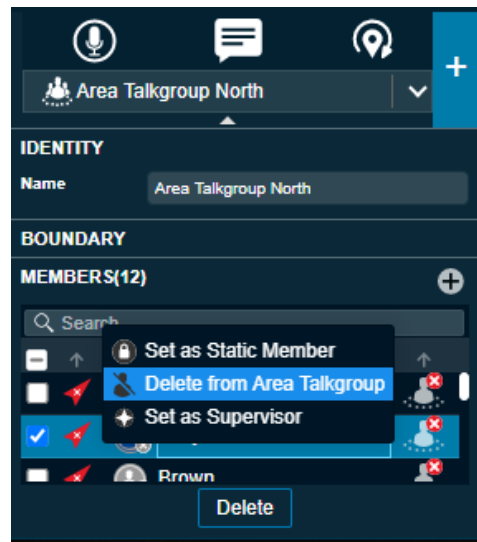 +
Area Talkgroup North
IDENTITY
Name
Area Talkgroup North
BOUNDARY
MEMBERS(12)
Search
Set as Static Member
Delete from Area Talkgroup
Set as Supervisor
Brown
Delete